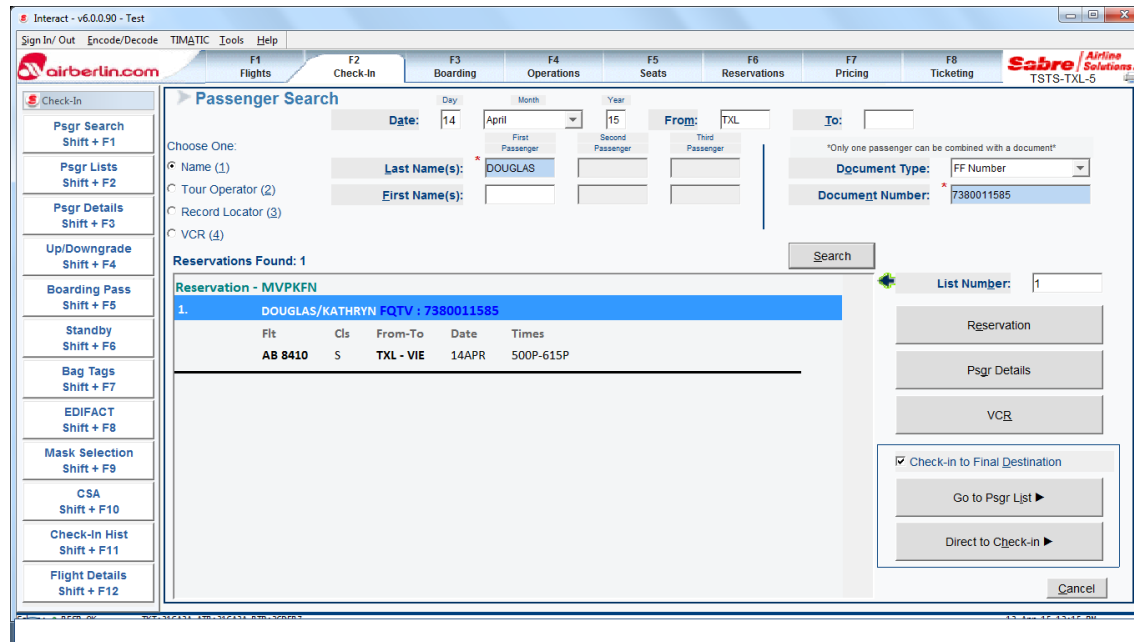 Interact - v6.0.0.90 - Test
Sign In/ Out Encode/Decode TIMATIC Tools Help
airberlin.com
F1 Flights
F2 Check-In
F3 Boarding
F4 Operations
F5 Seats
F6 Reservations
F7 Pricing
F8 Ticketing
Sabre Airline Solutions.
TSTS-TXL-5
Check-In
Psgr Search
Shift + F1
Psgr Lists
Shift + F2
Psgr Details
Shift + F3
Up/Downgrade
Shift + F4
Boarding Pass
Shift + F5
Standby
Shift + F6
Bag Tags
Shift + F7
EDIFACT
Shift + F8
Mask Selection
Shift + F9
CSA
Shift + F10
Check-In Hist
Shift + F11
Flight Details
Shift + F12
Passenger Search
Day Month Year
Date: 14 April 15 From: TXL To:
Choose One:
First Passenger Second Passenger Third Passenger
*Only one passenger can be combined with a document*
Name (1)
Tour Operator (2)
Record Locator (3)
VCR (4)
Last Name(s): * DOUGLAS
First Name(s):
Document Type: FF Number
Document Number: * 7380011585
Search
Reservations Found: 1
Reservation - MVPKFN
1. DOUGLAS/KATHRYN FQTV : 7380011585
Flt Cls From-To Date Times
AB 8410 S TXL - VIE 14APR 500P-615P
List Number: 1
Reservation
Psgr Details
VCR
Check-in to Final Destination
Go to Psgr List
Direct to Check-in
Cancel